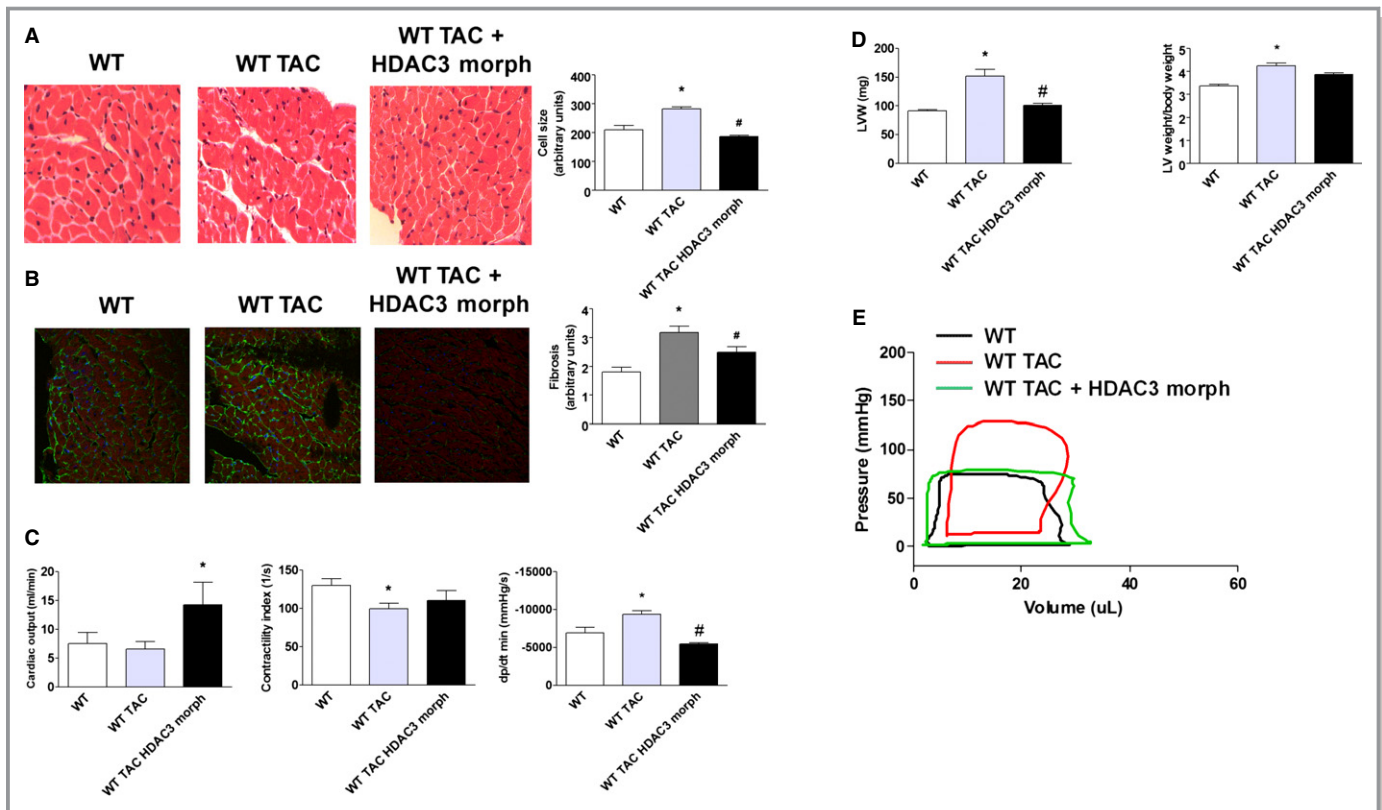 A
WT
WT TAC
WT TAC +
HDAC3 morph
Cell size
(arbitrary units)
400
300
200
100
0
*
#
WT
WT TAC
WT TAC HDAC3 morph
B
WT
WT TAC
WT TAC +
HDAC3 morph
Fibrosis
(arbitrary units)
4
3
2
1
0
*
#
WT
WT TAC
WT TAC HDAC3 morph
C
Cardiac output (ml/min)
20
15
10
5
0
*
WT
WT TAC
WT TAC HDAC3 morph
Contractility index (1/s)
150
100
50
0
*
WT
WT TAC
WT TAC HDAC3 morph
dp/dt min (mmHg/s)
-15000
-10000
-5000
0
*
#
WT
WT TAC
WT TAC HDAC3 morph
D
LVW (mg)
200
150
100
50
0
*
#
WT
WT TAC
WT TAC HDAC3 morph
LV weight/body weight
5
4
3
2
1
0
*
WT
WT TAC
WT TAC HDAC3 morph
E
WT
WT TAC
WT TAC + HDAC3 morph
Pressure (mmHg)
200
150
100
50
0
0
20
40
60
Volume (uL)